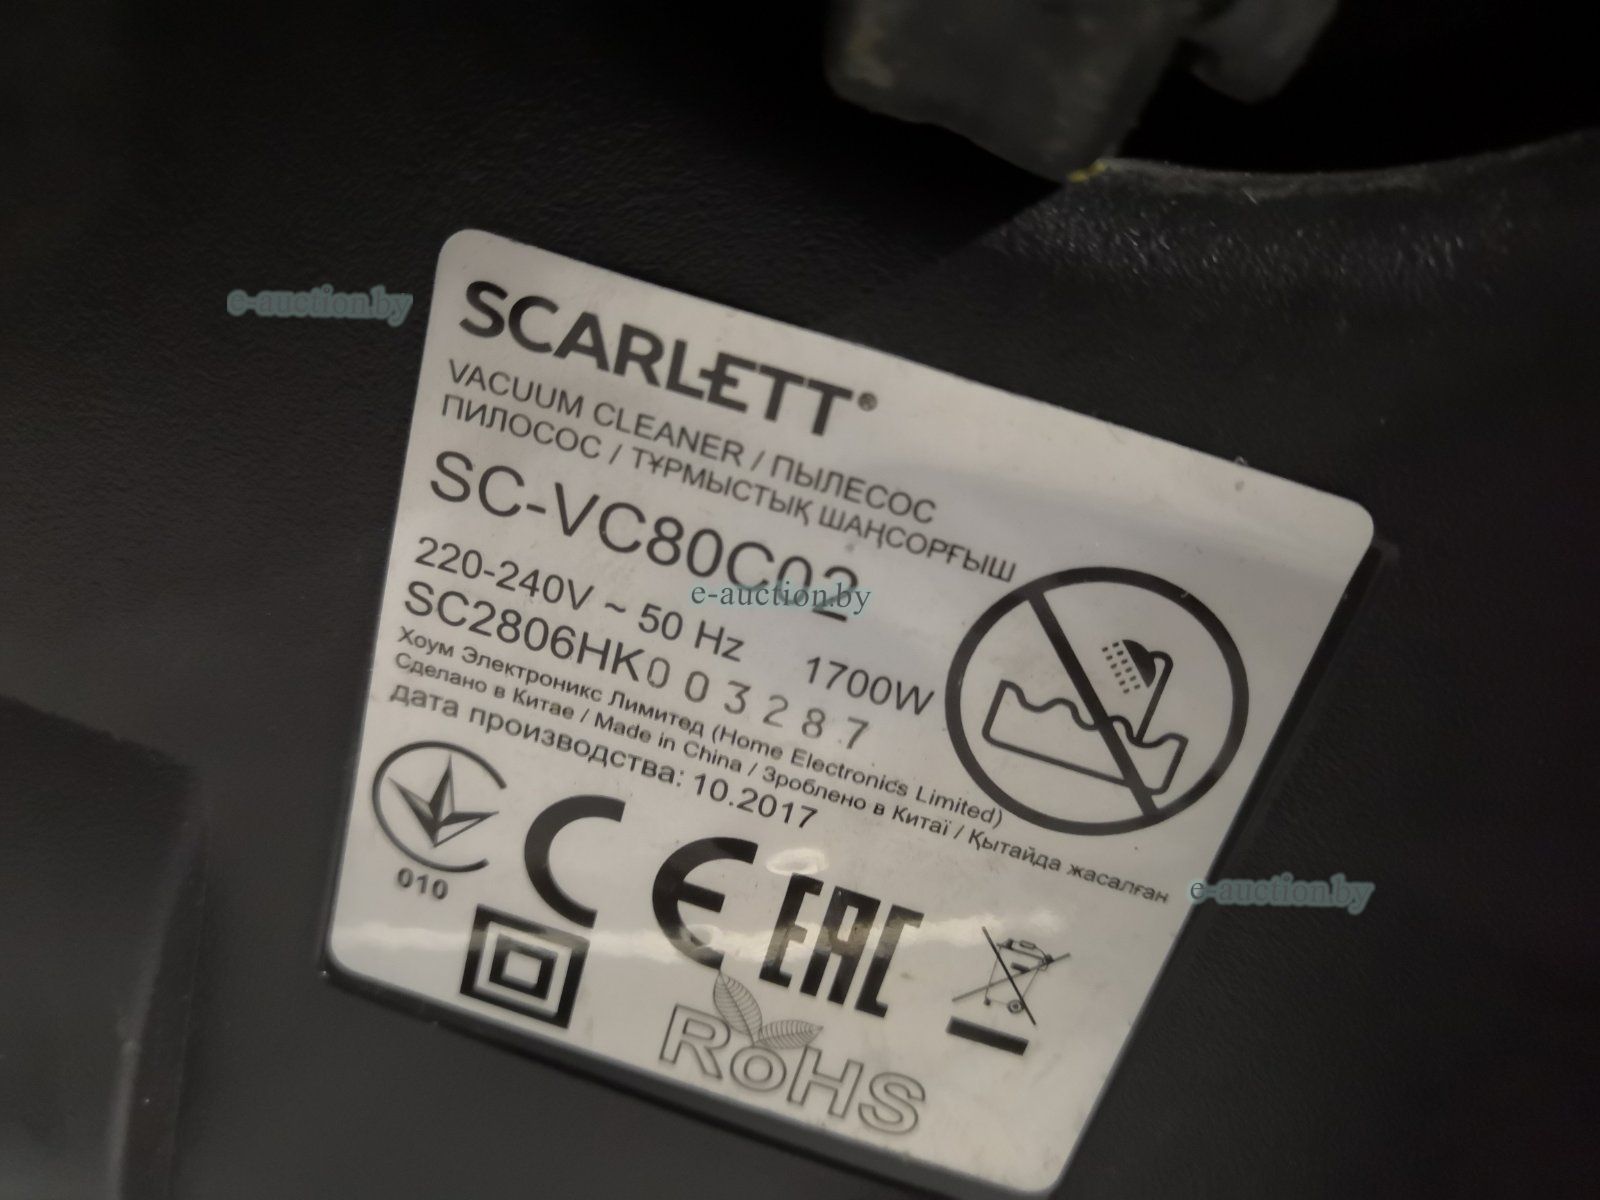 SCARLETT®
VACUUM CLEANER / ПЫЛЕСОС
ПИЛОСОС / ТҰРМЫСТЫҚ ШАҢСОРҒЫШ
SC-VC80C02
220-240V ~ 50 Hz 1700W
SC2806HK003287
Хоум Электроникс Лимитед (Home Electronics Limited)
Сделано в Китае / Made in China / Зроблено в Китаї / Қытайда жасалған
дата производства: 10.2017
010
CE EAC
RoHS
e-auction.by
e-auction.by
e-auction.by